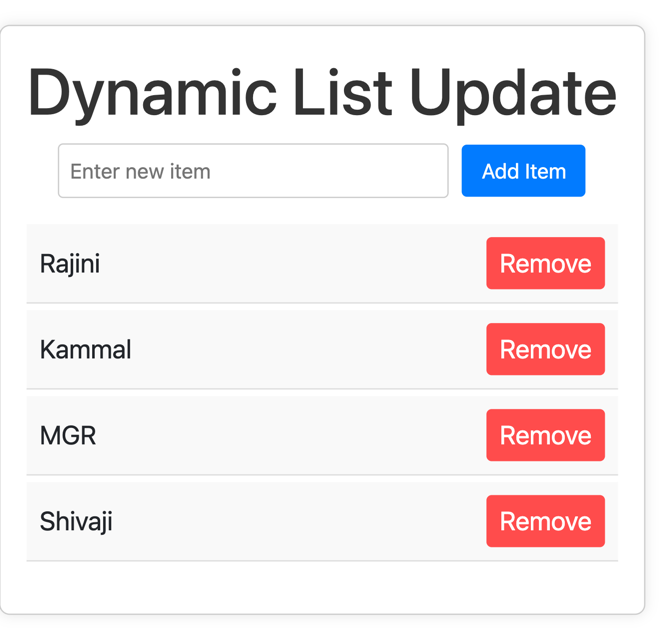 Dynamic List Update
Enter new item Add Item
Rajini Remove
Kammal Remove
MGR Remove
Shivaji Remove